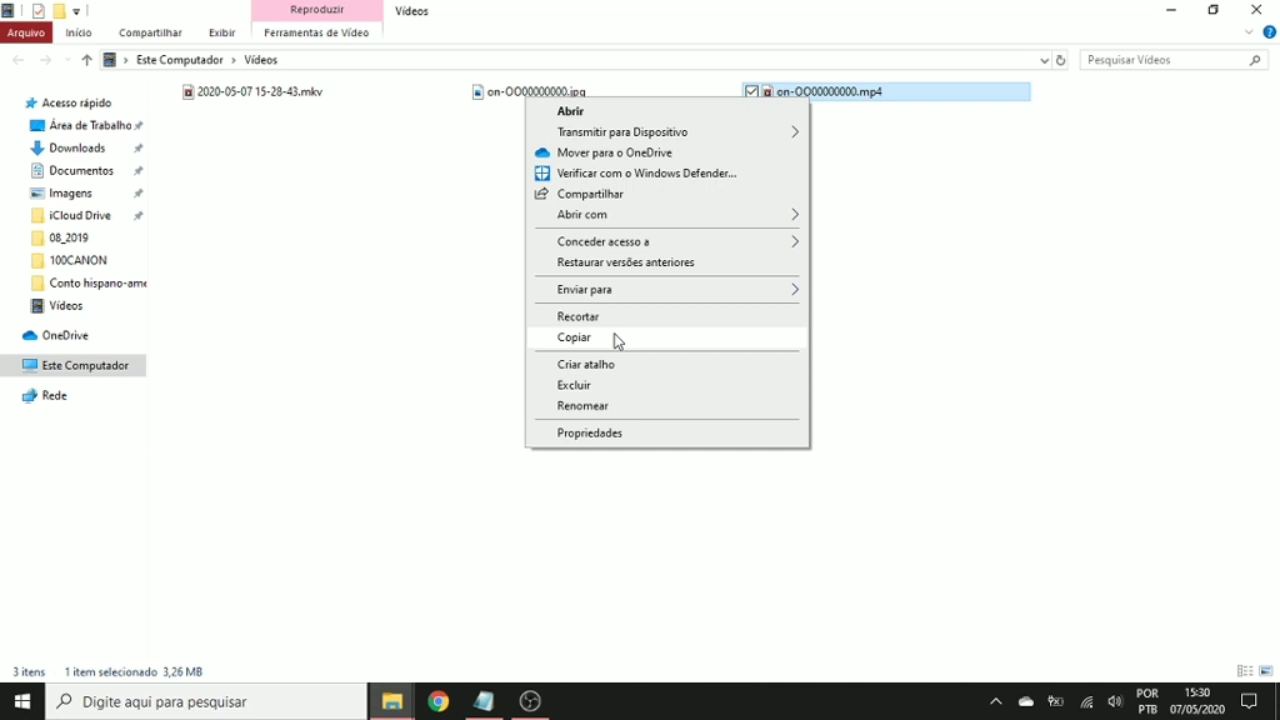 Reproduzir
Vídeos
Arquivo
Início
Compartilhar
Exibir
Ferramentas de Vídeo
Este Computador
Vídeos
Pesquisar Vídeos
2020-05-07 15-28-43.mkv
on-OO00000000.jpg
on-OO00000000.mp4
Acesso rápido
Área de Trabalho
Downloads
Documentos
Imagens
iCloud Drive
08_2019
100CANON
Conto hispano-ame
Vídeos
OneDrive
Este Computador
Rede
Abrir
Transmitir para Dispositivo
Mover para o OneDrive
Verificar com o Windows Defender...
Compartilhar
Abrir com
Conceder acesso a
Restaurar versões anteriores
Enviar para
Recortar
Copiar
Criar atalho
Excluir
Renomear
Propriedades
3 itens
1 item selecionado 3,26 MB
Digite aqui para pesquisar
POR
PTB
15:30
07/05/2020